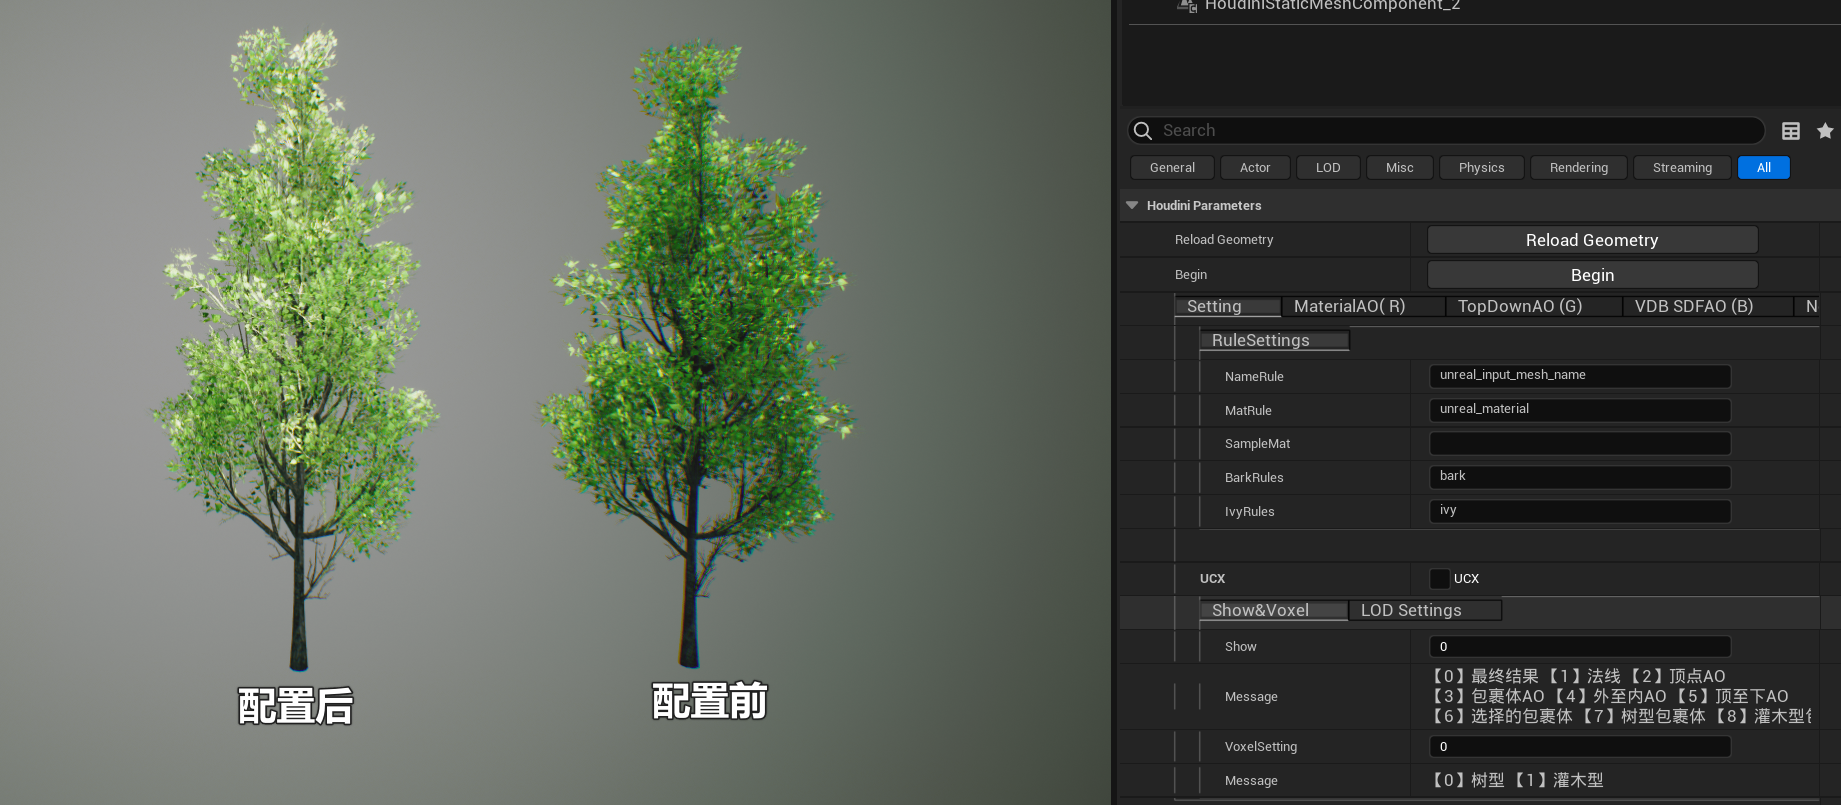 HoudiniStaticMeshComponent_2
Search
General
Actor
LOD
Misc
Physics
Rendering
Streaming
All
Houdini Parameters
Reload Geometry
Reload Geometry
Begin
Begin
Setting
MaterialAO( R)
TopDownAO (G)
VDB SDFAO (B)
N
RuleSettings
NameRule
unreal_input_mesh_name
MatRule
unreal_material
SampleMat
BarkRules
bark
IvyRules
ivy
UCX
UCX
Show&Voxel
LOD Settings
Show
0
Message
【0】最终结果【1】法线【2】顶点AO
【3】包裹体AO【4】外至内AO【5】顶至下AO
【6】选择的包裹体【7】树型包裹体【8】灌木型
VoxelSetting
0
Message
【0】树型【1】灌木型
配置后
配置前